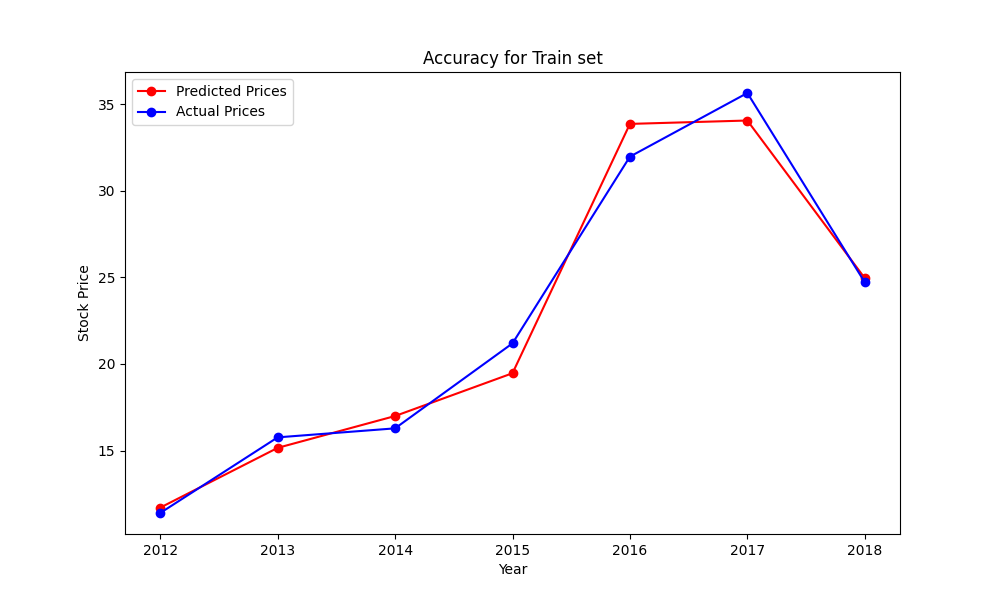 Accuracy for Train set
Predicted Prices
Actual Prices
35
30
25
20
15
Stock Price
2012 2013 2014 2015 2016 2017 2018
Year